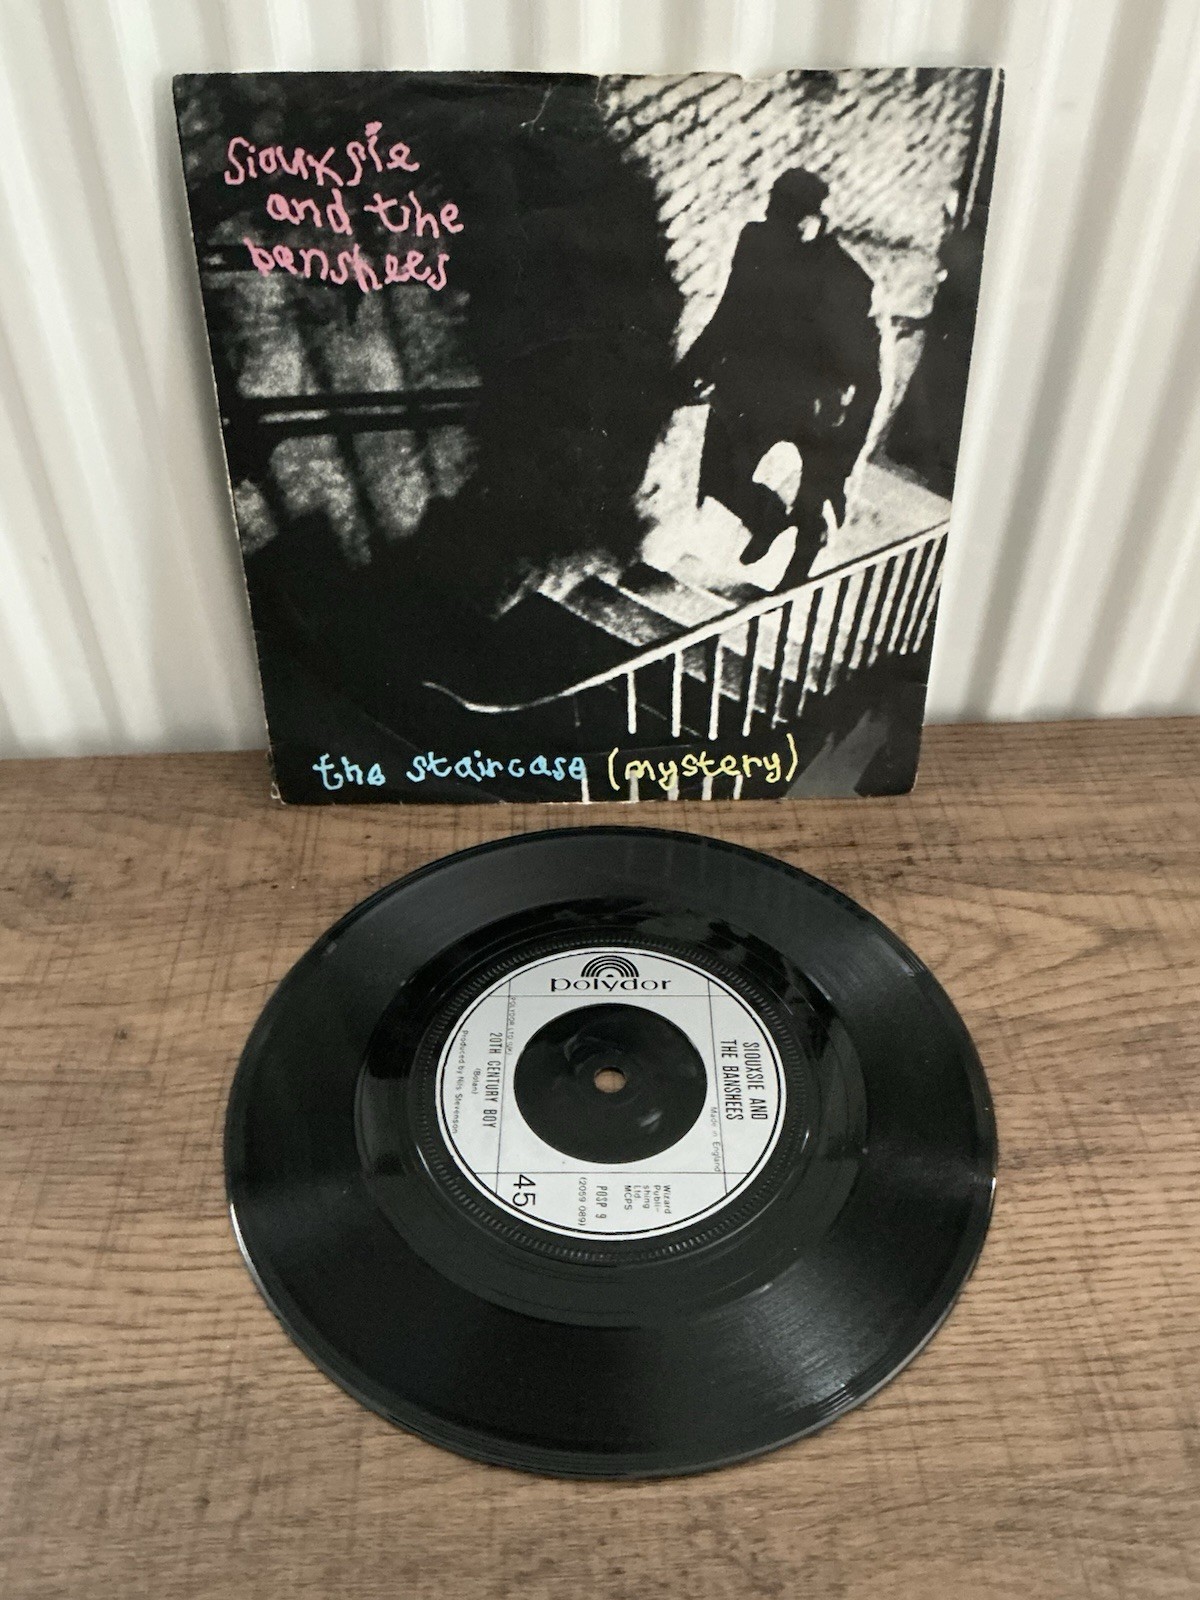 Siouxsie
and the
banshees
the staircase (mystery)
polydor
SIOUXSIE AND
THE BANSHEES
Made in England
20TH CENTURY BOY
(Bolan)
Produced by Nils Stevenson
45
Wizard
Publi-
shing
Ltd.
MCPS
POSP 9
(2059 089)